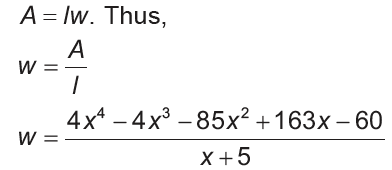 A = lw. Thus,
w = A/l
w = (4x⁴ − 4x³ − 85x² + 163x − 60)/(x + 5)